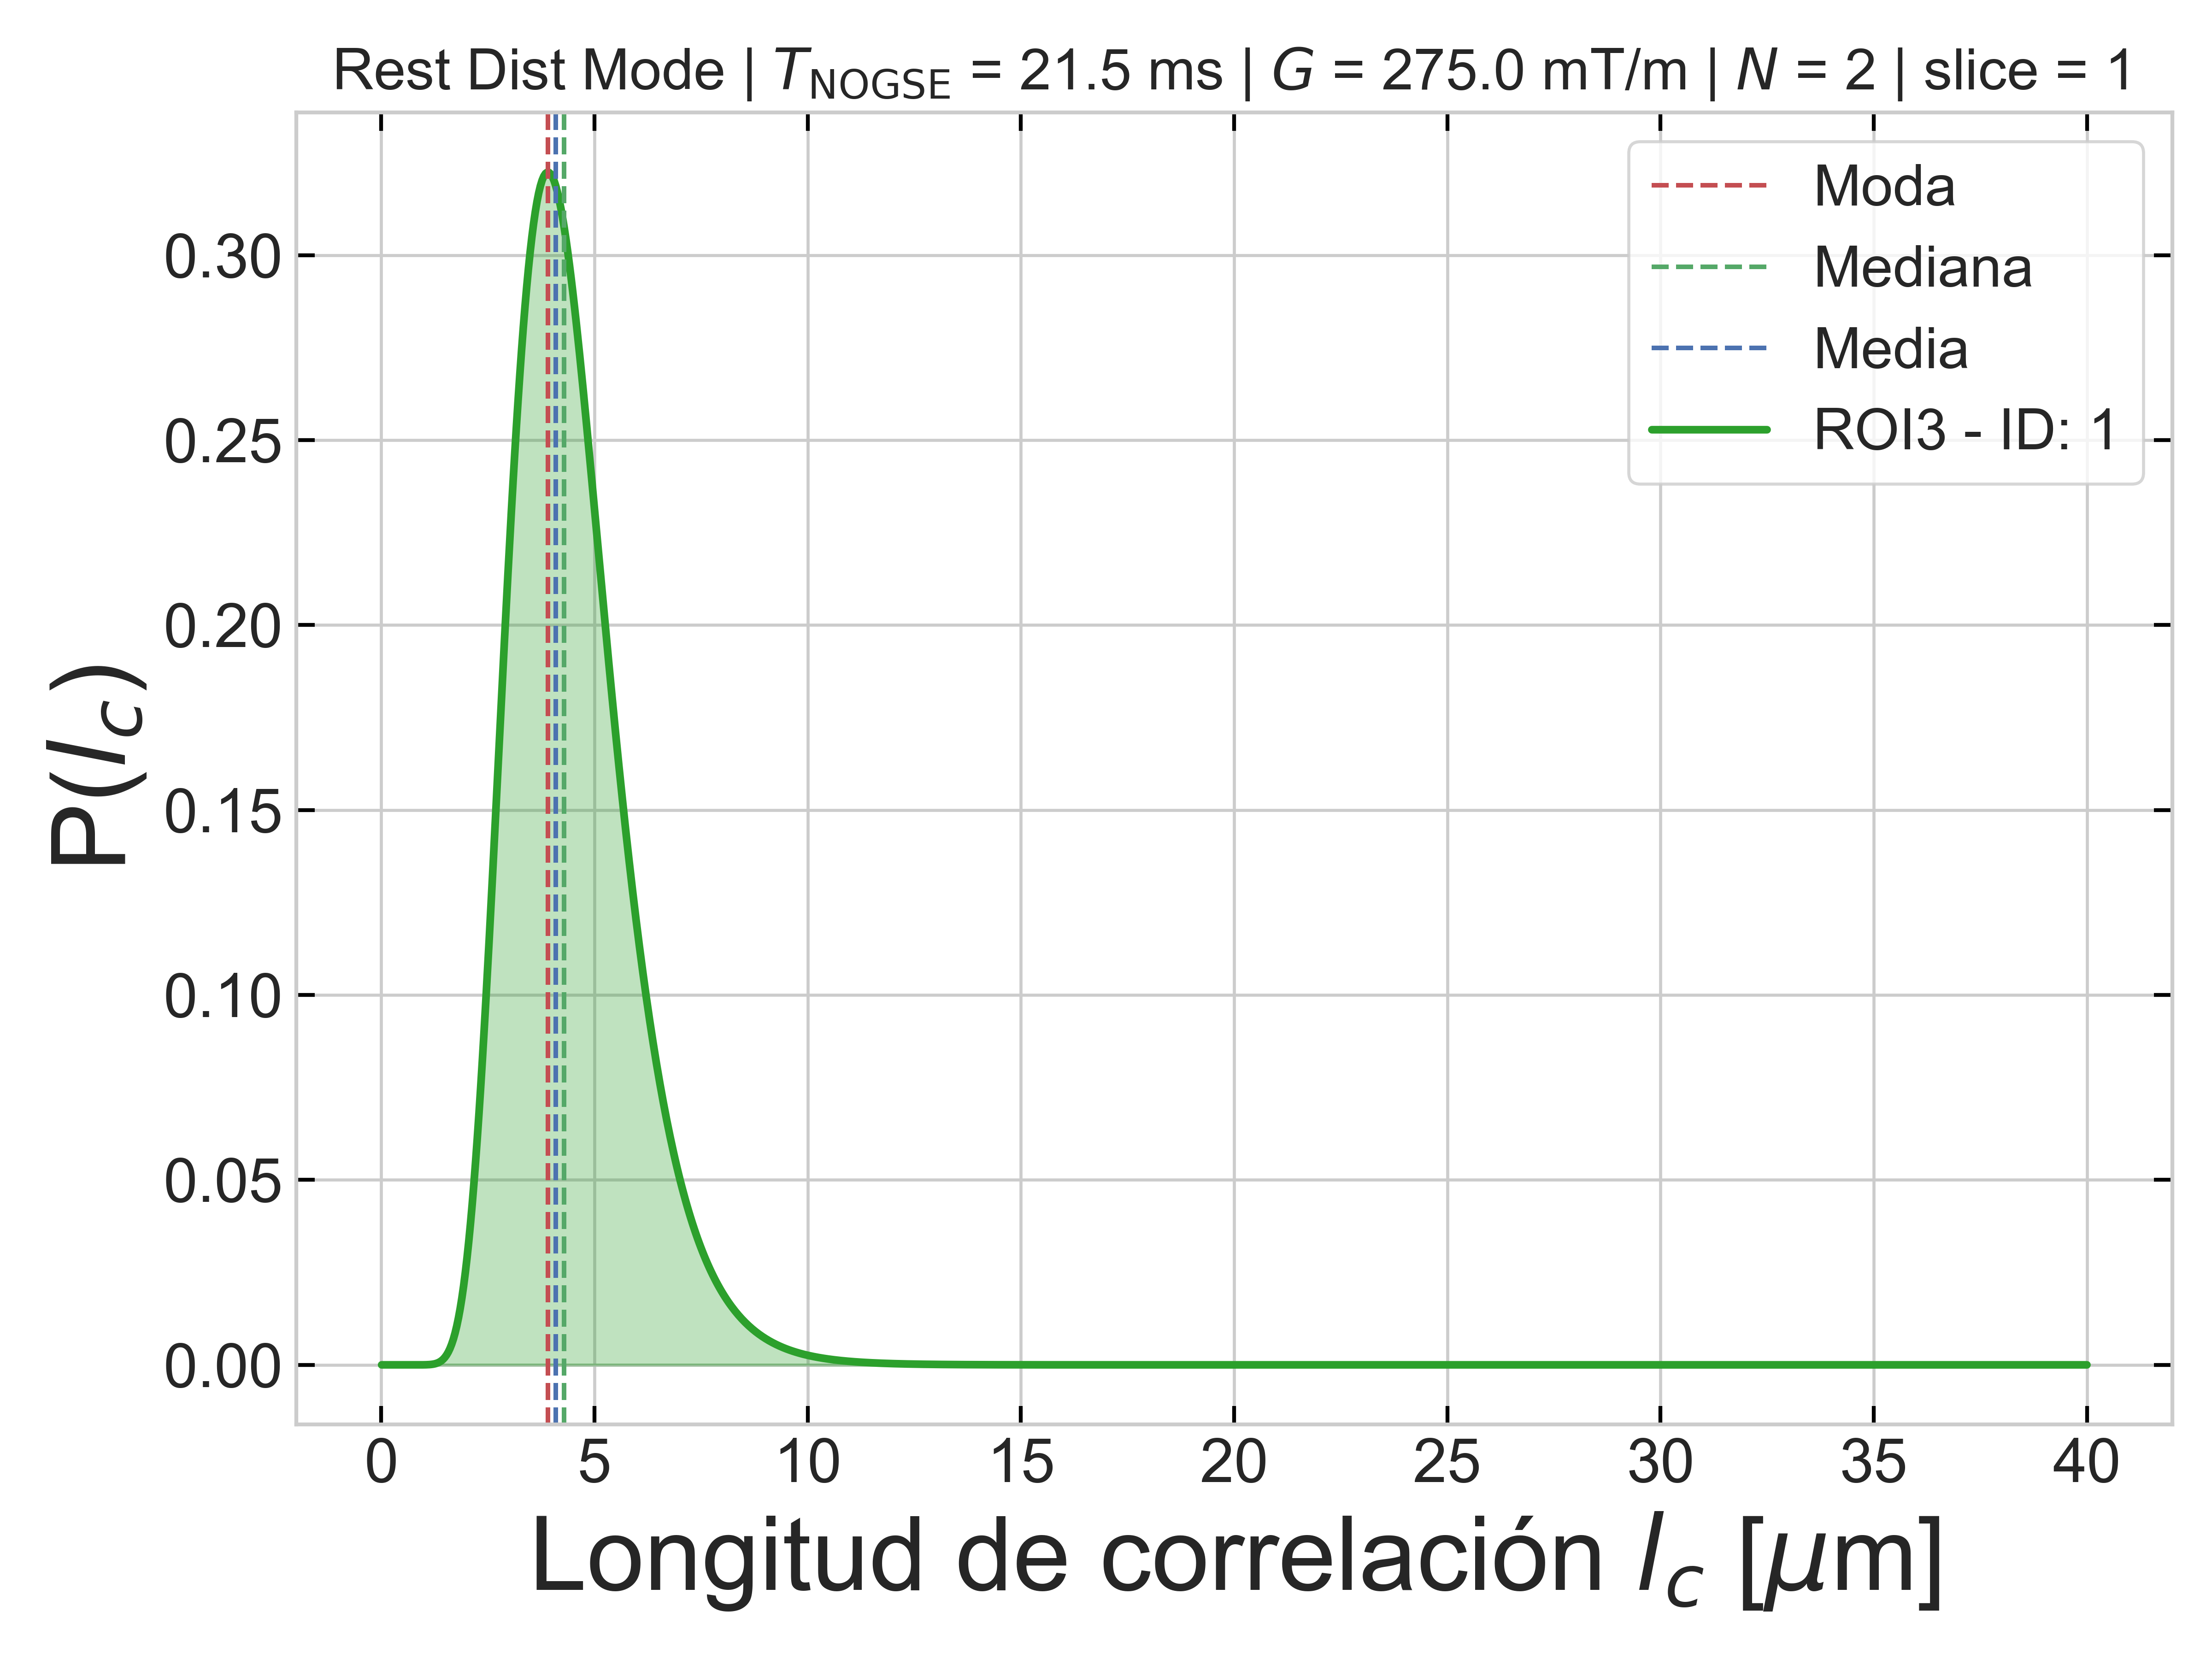 Rest Dist Mode | T_NOGSE = 21.5 ms | G = 275.0 mT/m | N = 2 | slice = 1
Moda
Mediana
Media
ROI3 - ID: 1
P(l_c)
0.30
0.25
0.20
0.15
0.10
0.05
0.00
0 5 10 15 20 25 30 35 40
Longitud de correlación l_c [μm]